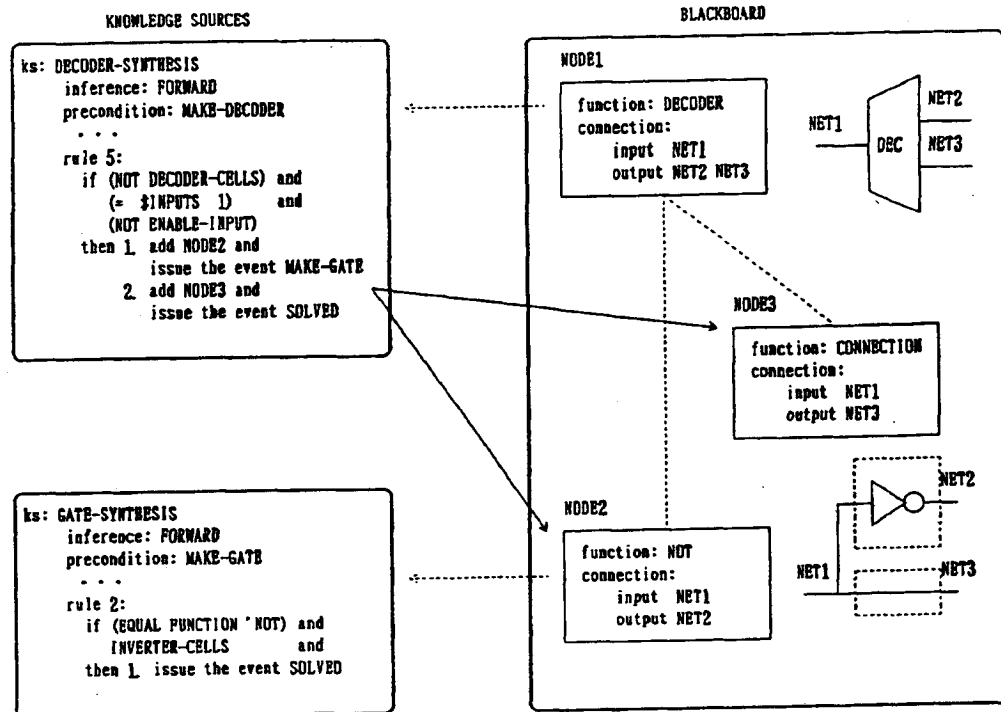 KNOWLEDGE SOURCES
ks: DECODER-SYNTHESIS
inference: FORWARD
precondition: MAKE-DECODER
. . .
rule 5:
if (NOT DECODER-CELLS) and
(= $INPUTS 1) and
(NOT ENABLE-INPUT)
then 1. add NODE2 and
issue the event MAKE-GATE
2. add NODE3 and
issue the event SOLVED
ks: GATE-SYNTHESIS
inference: FORWARD
precondition: MAKE-GATE
. . .
rule 2:
if (EQUAL FUNCTION 'NOT) and
INVERTER-CELLS and
then 1. issue the event SOLVED
BLACKBOARD
NODE1
function: DECODER
connection:
input NET1
output NET2 NET3
NET1
DEC
NET2
NET3
NODE3
function: CONNECTION
connection:
input NET1
output NET3
NODE2
function: NOT
connection:
input NET1
output NET2
NET2
NET1
NET3